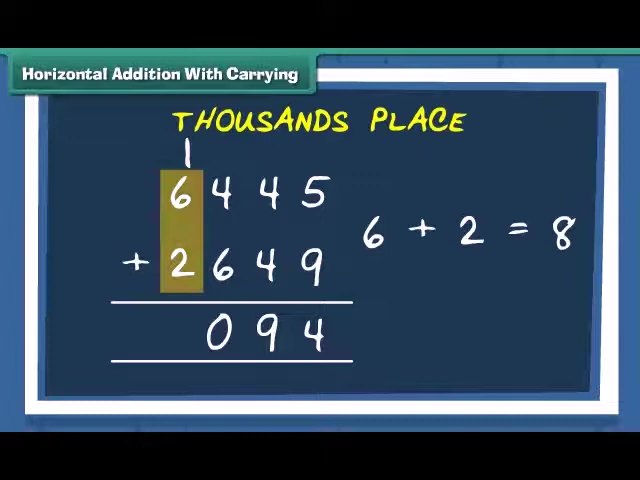 Horizontal Addition With Carrying
THOUSANDS PLACE
1
6 4 4 5
6 + 2 = 8
+ 2 6 4 9
0 9 4